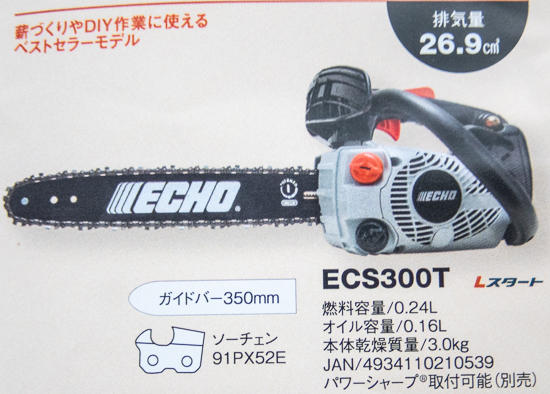 薪づくりやDIY作業に使える
ベストセラーモデル
排気量
26.9㎤
ECHO
ECHO
ECS300T Lスタート
ガイドバー350mm
燃料容量/0.24L
オイル容量/0.16L
ソーチェン
91PX52E
本体乾燥質量/3.0kg
JAN/4934110210539
パワーシャープ®取付可能(別売)